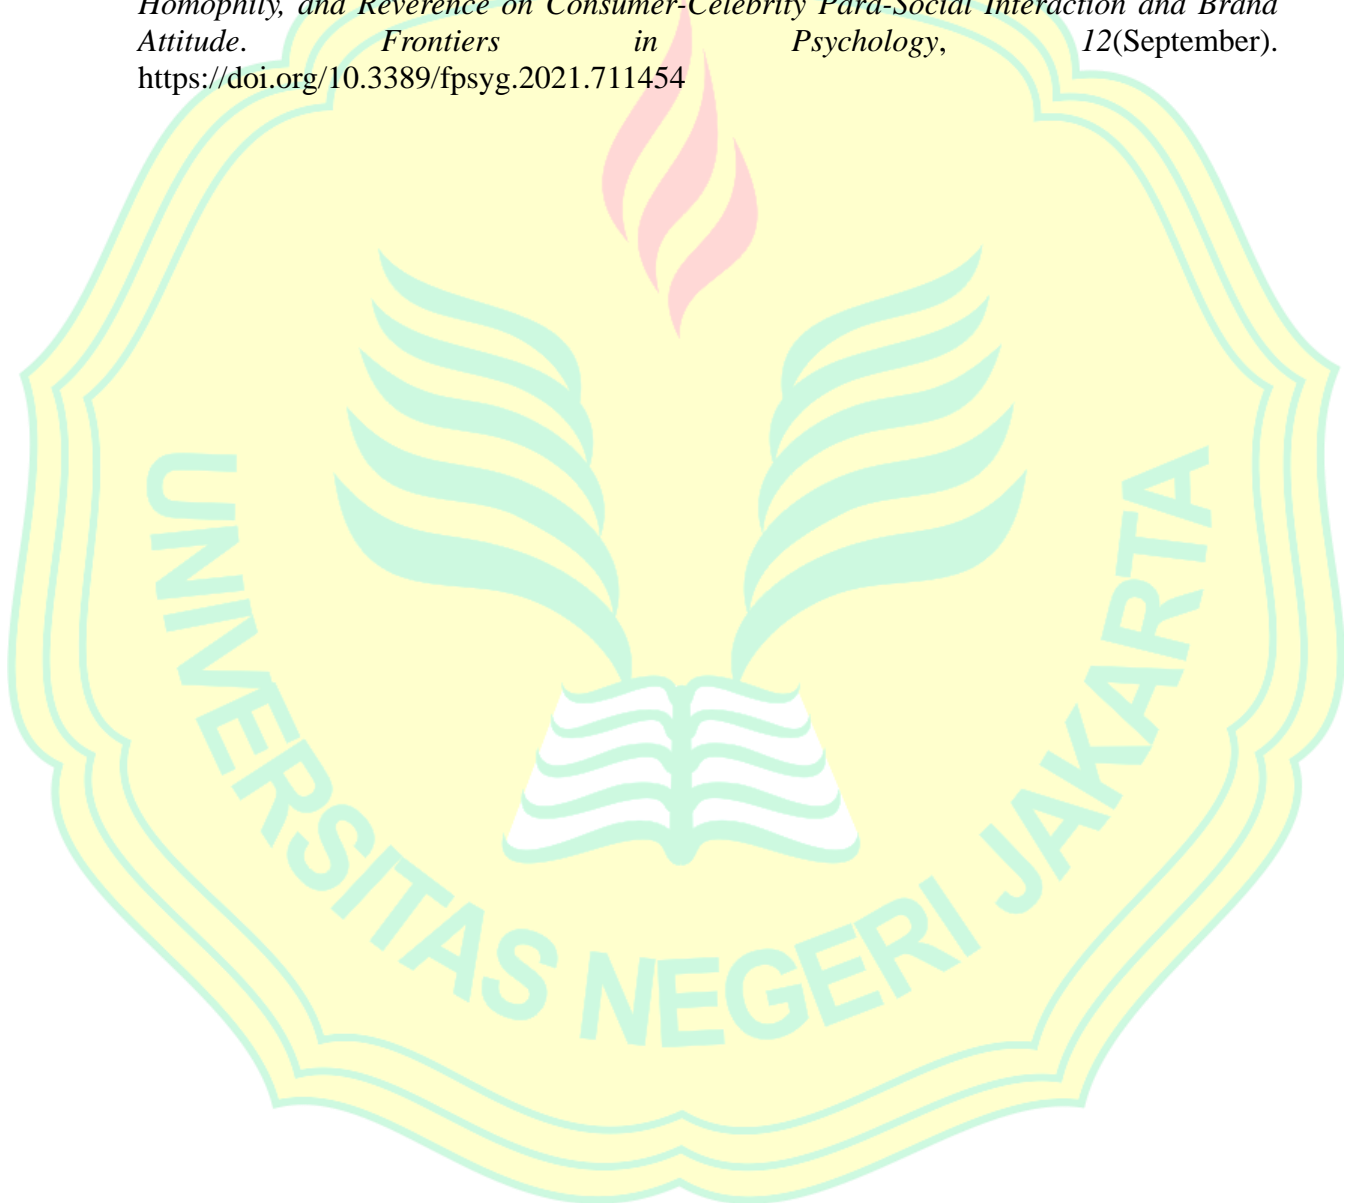 Homophily, and Reverence on Consumer-Celebrity Para-Social Interaction and Brand
Attitude. Frontiers in Psychology, 12(September).
https://doi.org/10.3389/fpsyg.2021.711454
UNIVERSITAS NEGERI JAKARTA